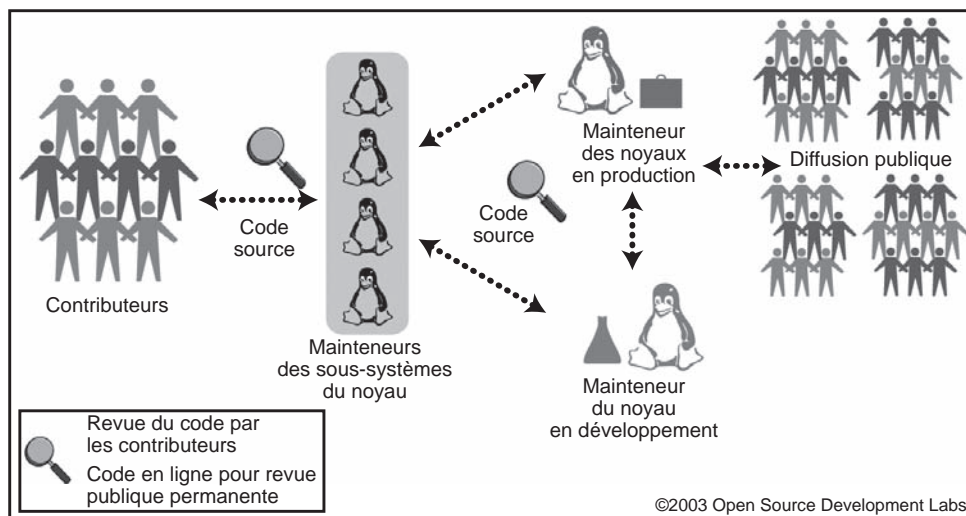 Contributeurs
Code
source
Mainteneurs
des sous-systèmes
du noyau
Code
source
Mainteneur
des noyaux
en production
Mainteneur
du noyau
en développement
Diffusion publique
Revue du code par
les contributeurs
Code en ligne pour revue
publique permanente
©2003 Open Source Development Labs